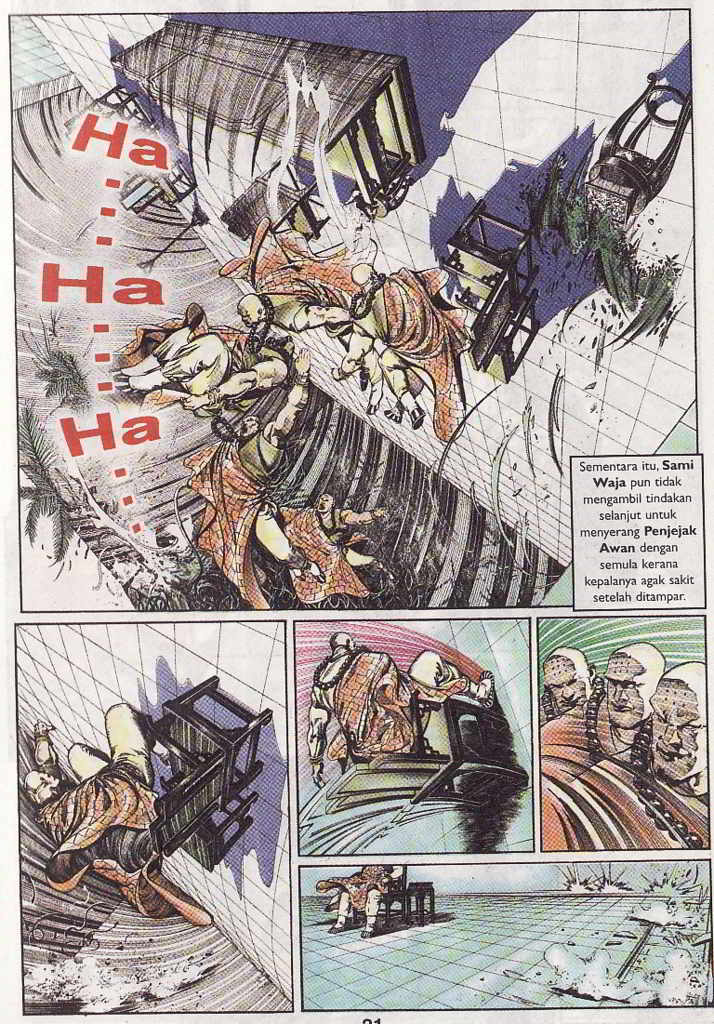 Ha
Ha
Ha...
Sementara itu, Sami
Waja pun tidak
mengambil tindakan
selanjut untuk
menyerang Penjejak
Awan dengan
semula kerana
kepalanya agak sakit
setelah ditampar.